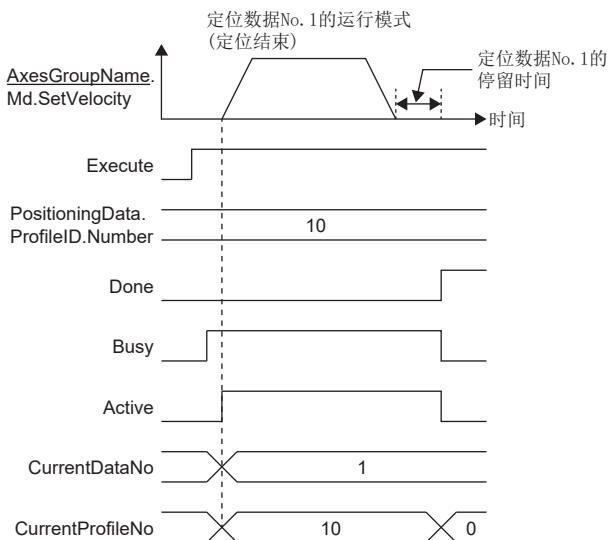 定位数据No.1的运行模式
(定位结束)
定位数据No.1的
停留时间
AxesGroupName.
Md.SetVelocity
时间
Execute
PositioningData.
ProfileID.Number
10
Done
Busy
Active
CurrentDataNo
1
CurrentProfileNo
10
0